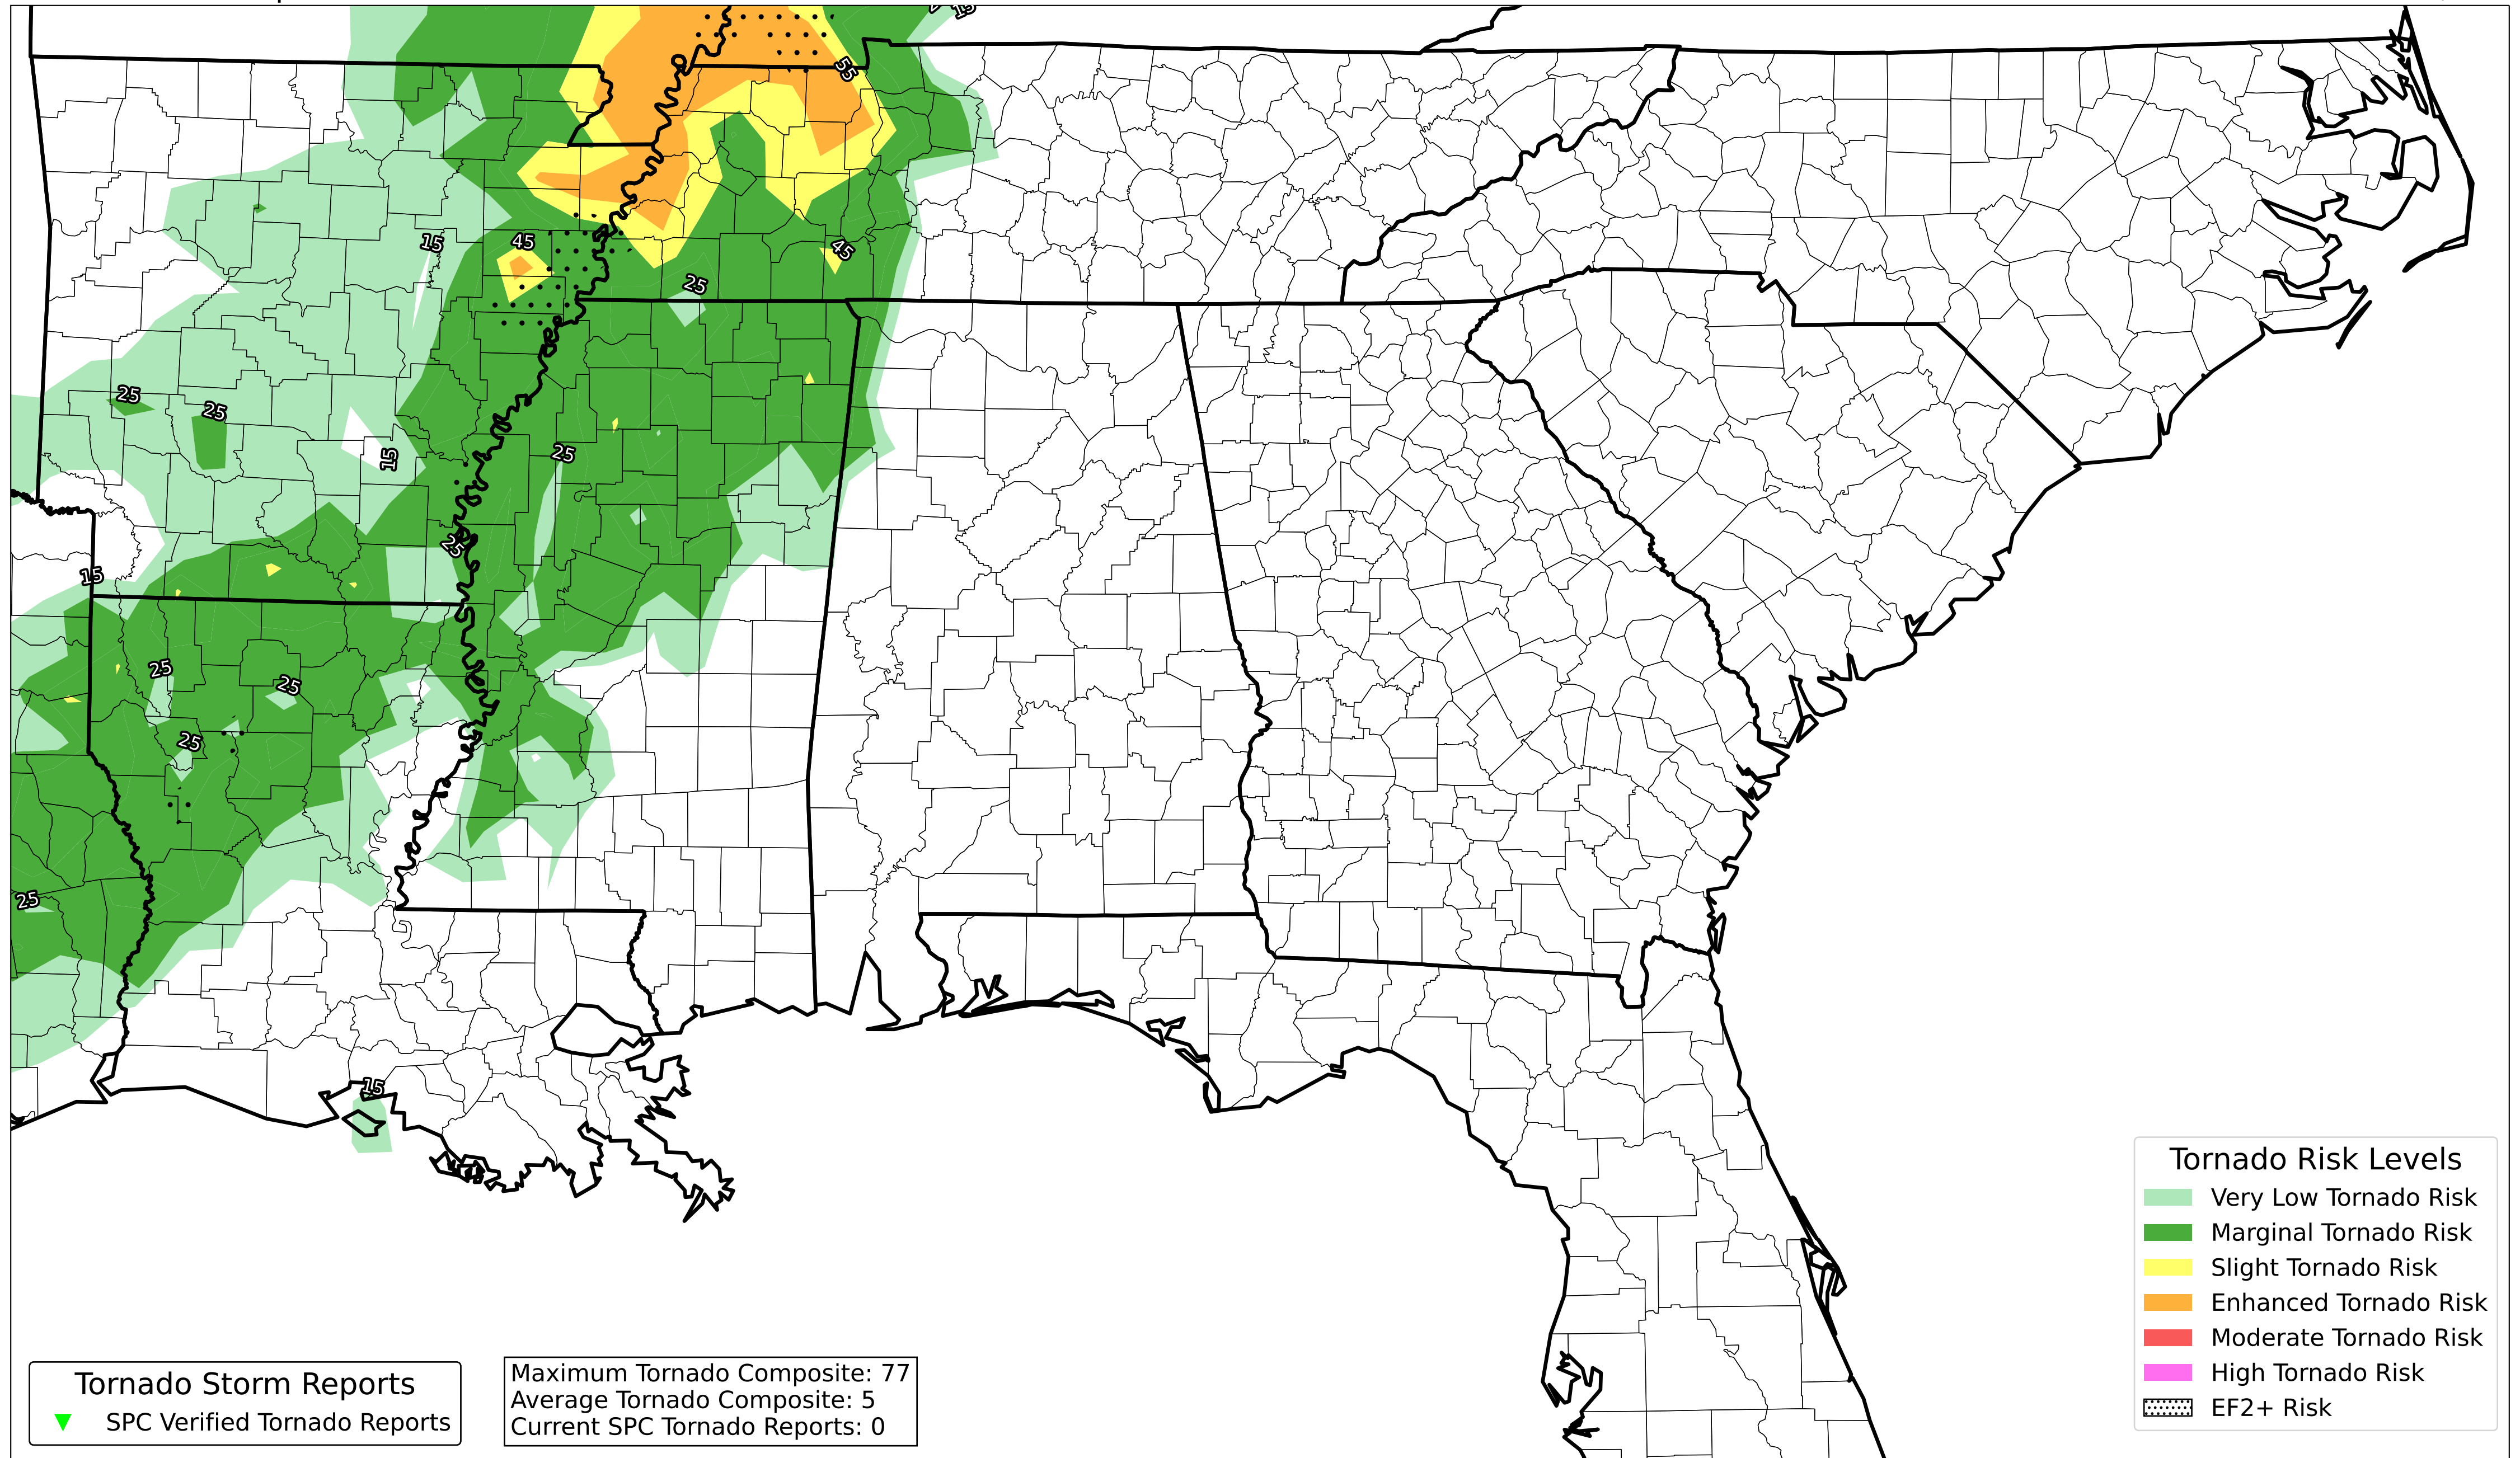 15
55
15
45
45
25
25
25
25
15
25
15
25
25
25
25
15
Tornado Risk Levels
Very Low Tornado Risk
Marginal Tornado Risk
Slight Tornado Risk
Enhanced Tornado Risk
Moderate Tornado Risk
High Tornado Risk
EF2+ Risk
Tornado Storm Reports
SPC Verified Tornado Reports
Maximum Tornado Composite: 77
Average Tornado Composite: 5
Current SPC Tornado Reports: 0